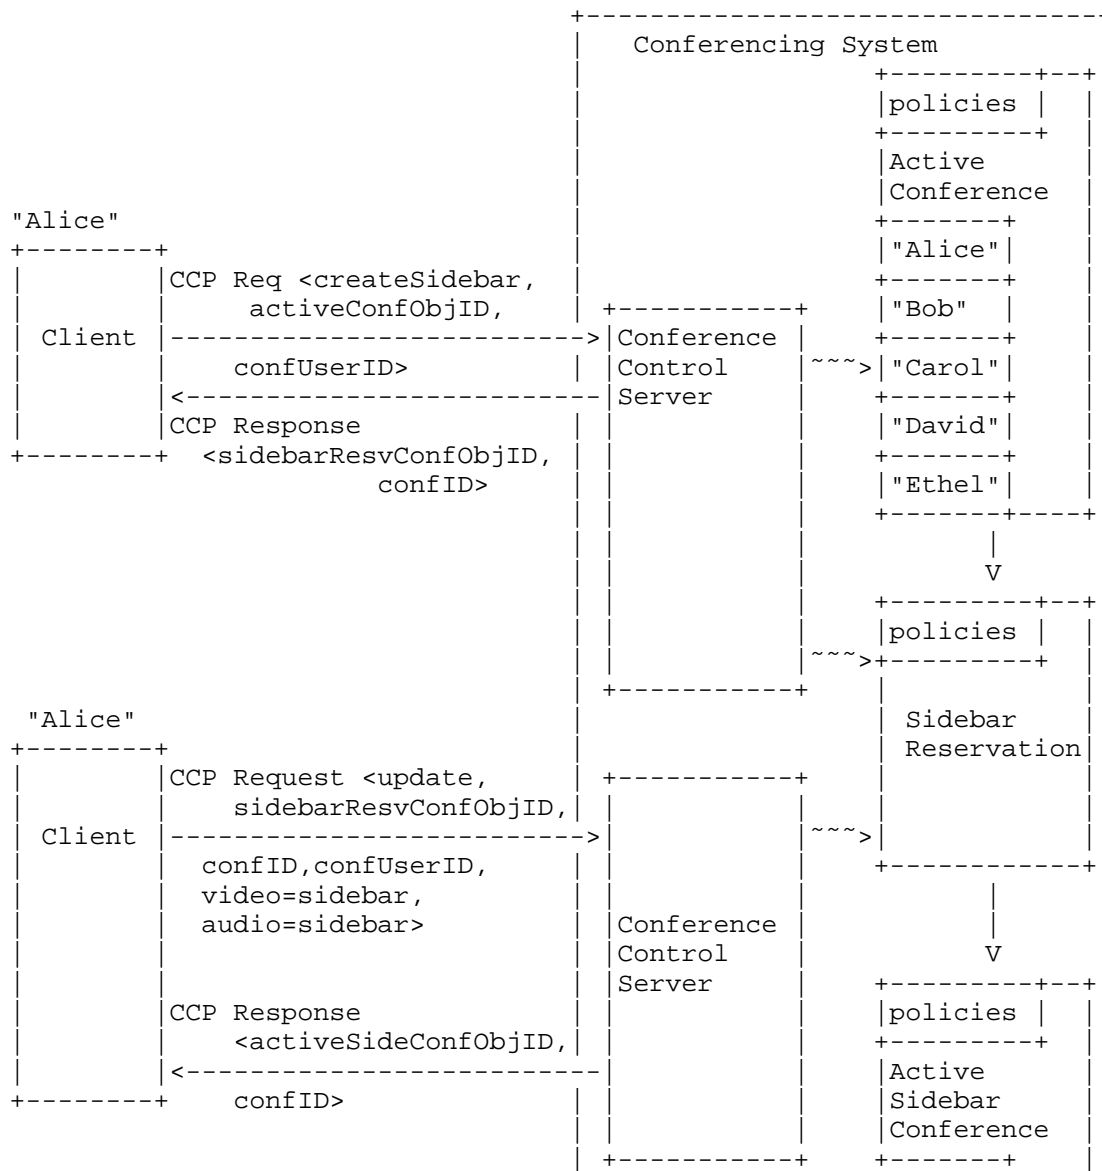 Conferencing System
policies
Active
Conference
"Alice"
"Alice"
CCP Req <createSidebar,
activeConfObjID,
"Bob"
Client
Conference
confUserID>
Control
~~~>
"Carol"
Server
CCP Response
"David"
<sidebarResvConfObjID,
confID>
"Ethel"
V
policies
~~~>
"Alice"
Sidebar
Reservation
CCP Request <update,
sidebarResvConfObjID,
Client
~~~>
confID,confUserID,
video=sidebar,
audio=sidebar>
Conference
Control
V
Server
CCP Response
policies
<activeSideConfObjID,
Active
confID>
Sidebar
Conference